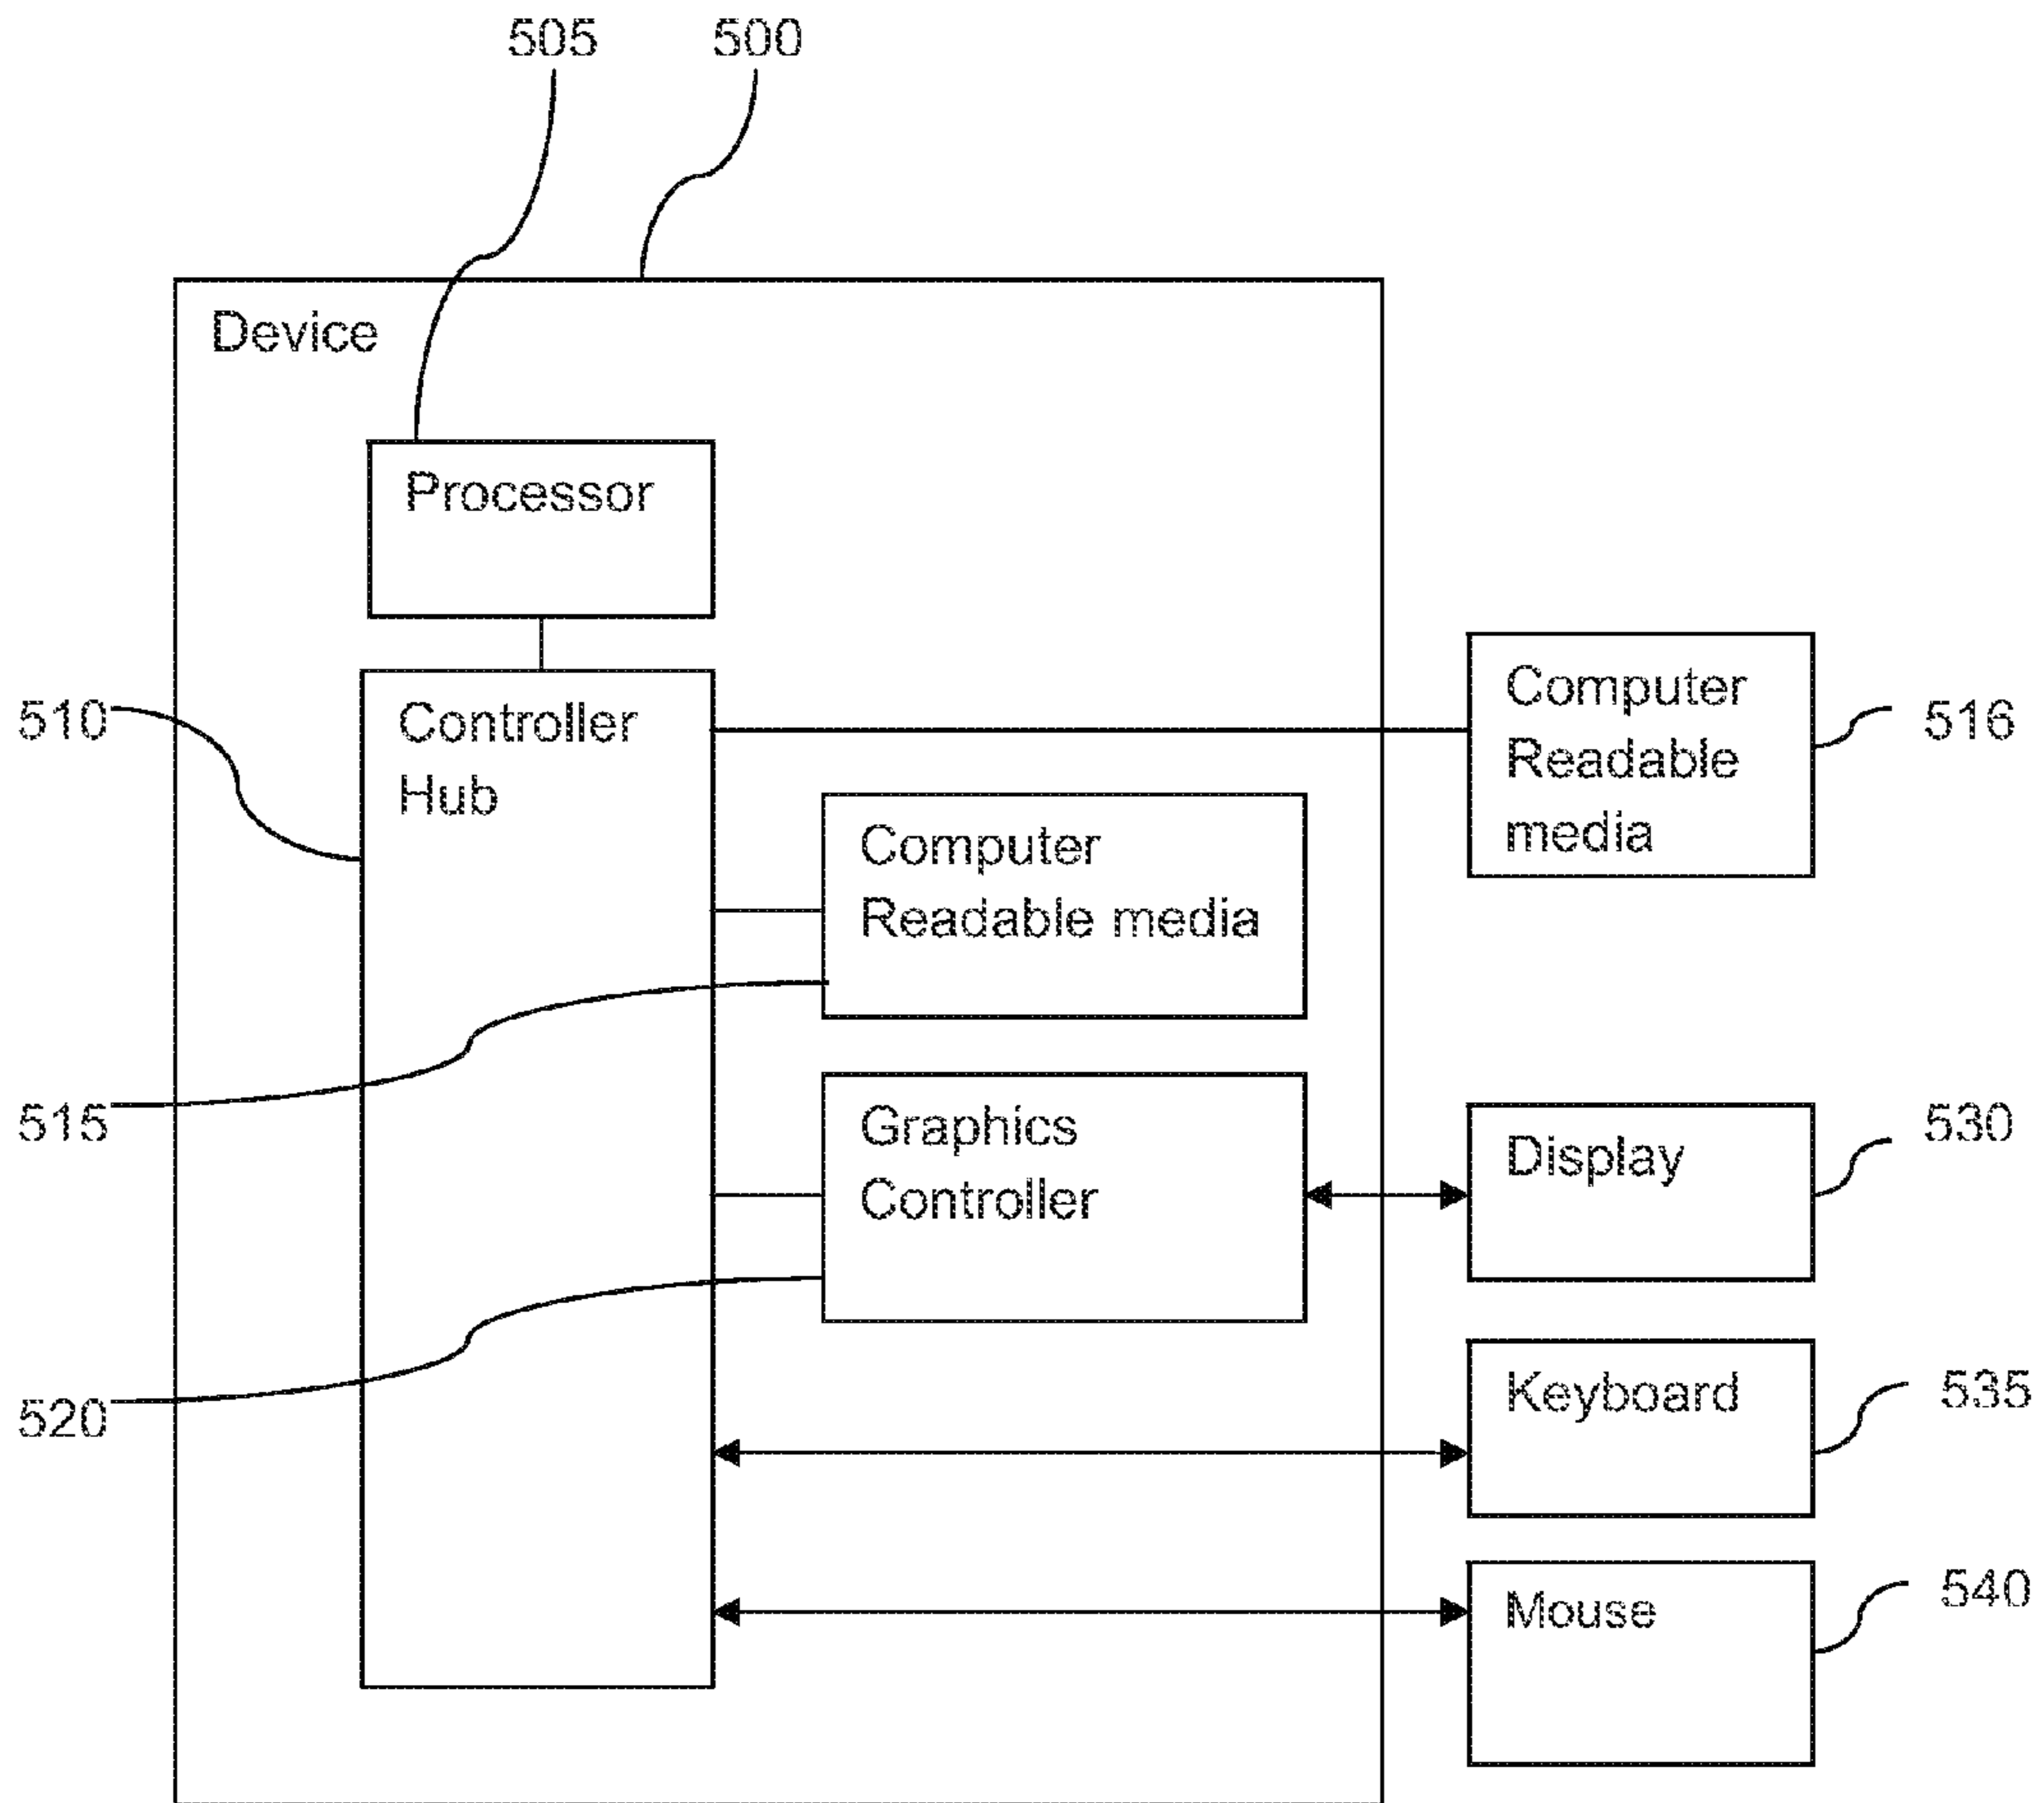 505
500
Device
Processor
510
Controller
Hub
Computer
Readable
media
516
Computer
Readable media
515
Graphics
Controller
Display
530
520
Keyboard
535
Mouse
540